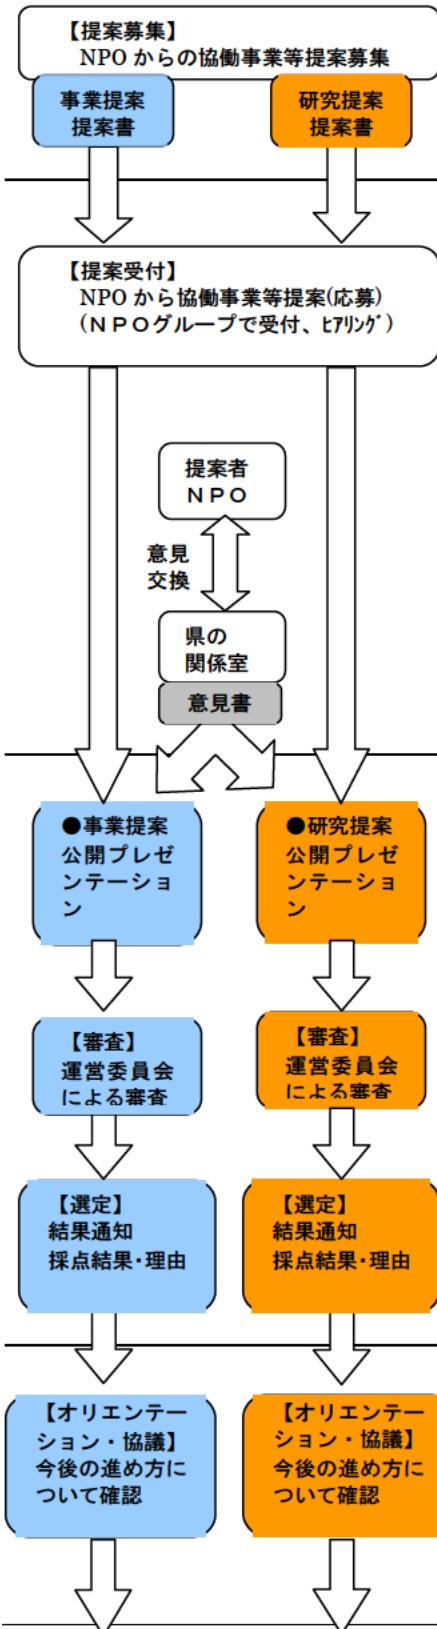 【提案募集】
NPO からの協働事業等提案募集
事業提案
提案書
研究提案
提案書
【提案受付】
NPO から協働事業等提案(応募)
(ＮＰＯグループで受付、ﾋｱﾘﾝｸﾞ)
提案者
ＮＰＯ
意見
交換
県の
関係室
意見書
●事業提案
公開プレゼ
ンテーショ
ン
●研究提案
公開プレゼ
ンテーショ
ン
【審査】
運営委員会
による審査
【審査】
運営委員会
による審査
【選定】
結果通知
採点結果・理由
【選定】
結果通知
採点結果・理由
【オリエンテー
ション・協議】
今後の進め方に
ついて確認
【オリエンテー
ション・協議】
今後の進め方に
ついて確認